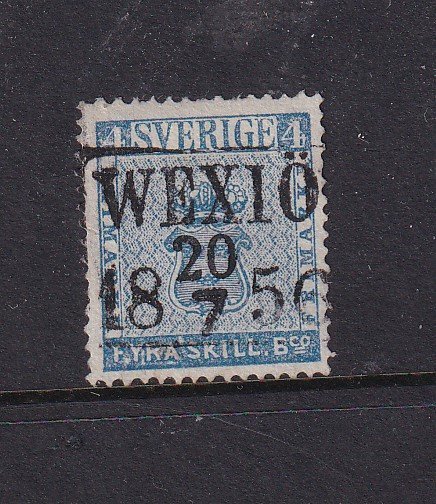 4 SVERIGE 4
WEXIÖ
20
18 7 56
FYRA SKILL. Bco